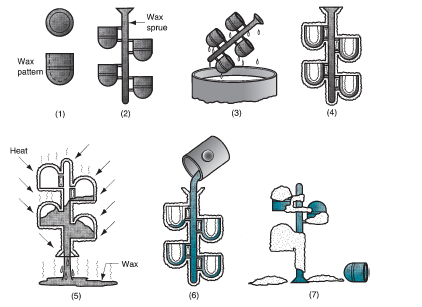 Wax
sprue
Wax
pattern
(1)
(2)
(3)
(4)
Heat
Wax
(5)
(6)
(7)